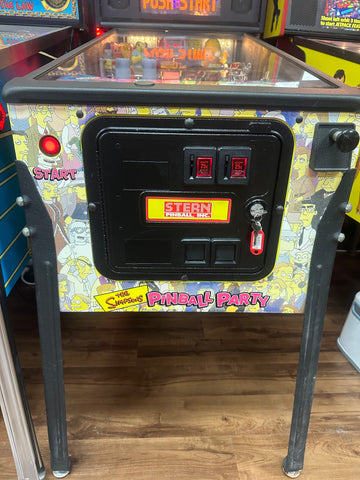 PUSH START
START
STERN
PINBALL, INC.
THE SIMPSONS
PINBALL PARTY